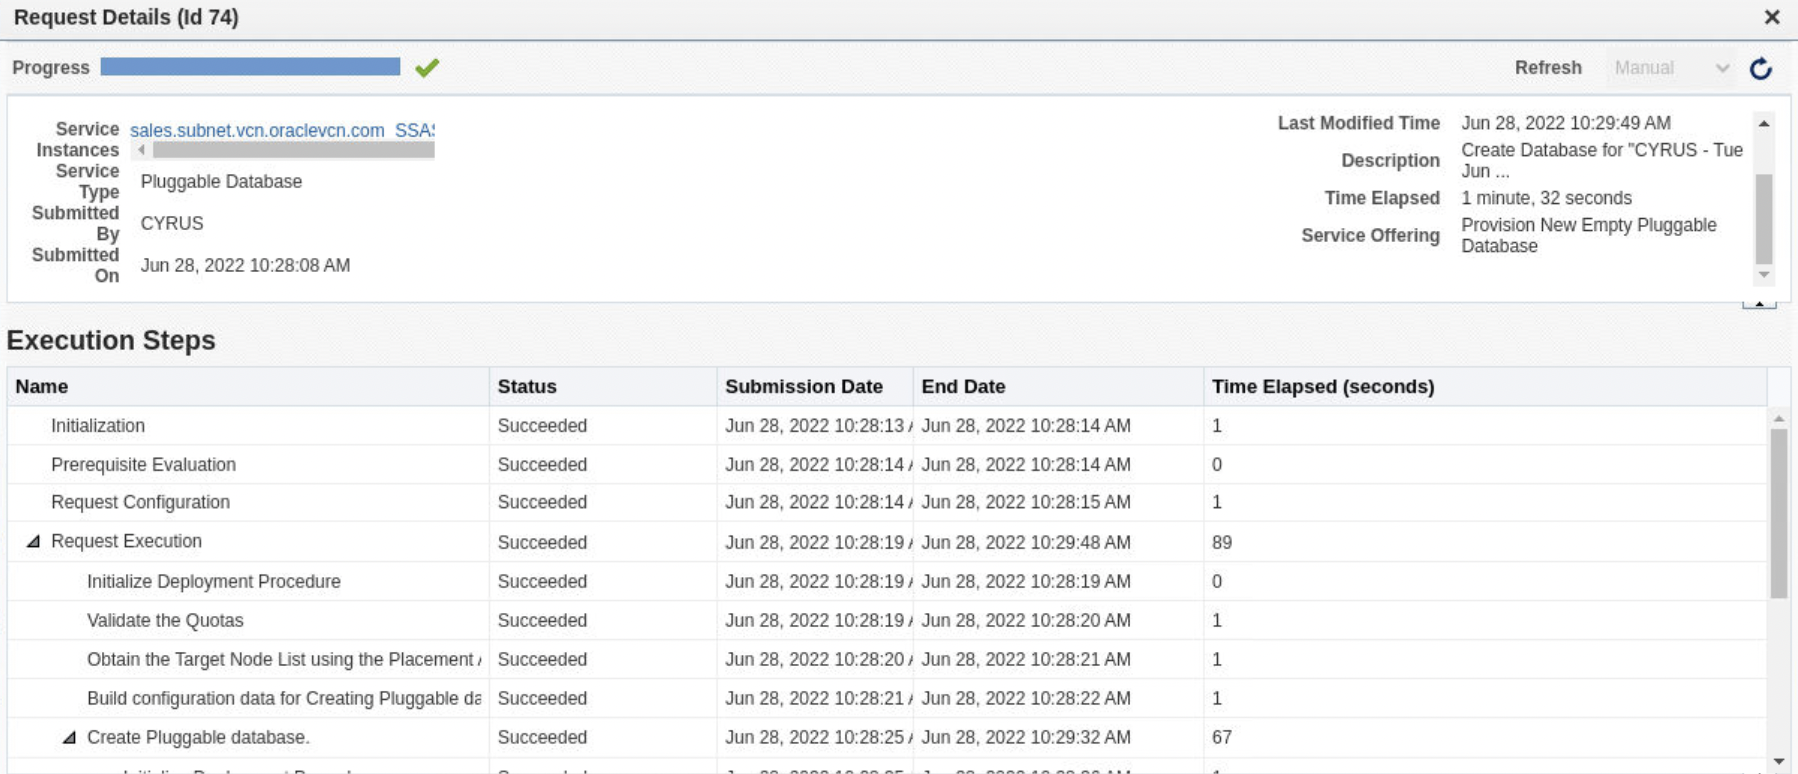 Request Details (Id 74)
Progress
Refresh Manual
Service Instances sales.subnet.vcn.oraclevcn.com_SSAS
Service Type Pluggable Database
Submitted By CYRUS
Submitted On Jun 28, 2022 10:28:08 AM
Last Modified Time Jun 28, 2022 10:29:49 AM
Description Create Database for "CYRUS - Tue Jun ...
Time Elapsed 1 minute, 32 seconds
Service Offering Provision New Empty Pluggable Database
Execution Steps
Name Status Submission Date End Date Time Elapsed (seconds)
Initialization Succeeded Jun 28, 2022 10:28:13 Jun 28, 2022 10:28:14 AM 1
Prerequisite Evaluation Succeeded Jun 28, 2022 10:28:14 Jun 28, 2022 10:28:14 AM 0
Request Configuration Succeeded Jun 28, 2022 10:28:14 Jun 28, 2022 10:28:15 AM 1
Request Execution Succeeded Jun 28, 2022 10:28:19 Jun 28, 2022 10:29:48 AM 89
Initialize Deployment Procedure Succeeded Jun 28, 2022 10:28:19 Jun 28, 2022 10:28:19 AM 0
Validate the Quotas Succeeded Jun 28, 2022 10:28:19 Jun 28, 2022 10:28:20 AM 1
Obtain the Target Node List using the Placement Succeeded Jun 28, 2022 10:28:20 Jun 28, 2022 10:28:21 AM 1
Build configuration data for Creating Pluggable da Succeeded Jun 28, 2022 10:28:21 Jun 28, 2022 10:28:22 AM 1
Create Pluggable database. Succeeded Jun 28, 2022 10:28:25 Jun 28, 2022 10:29:32 AM 67